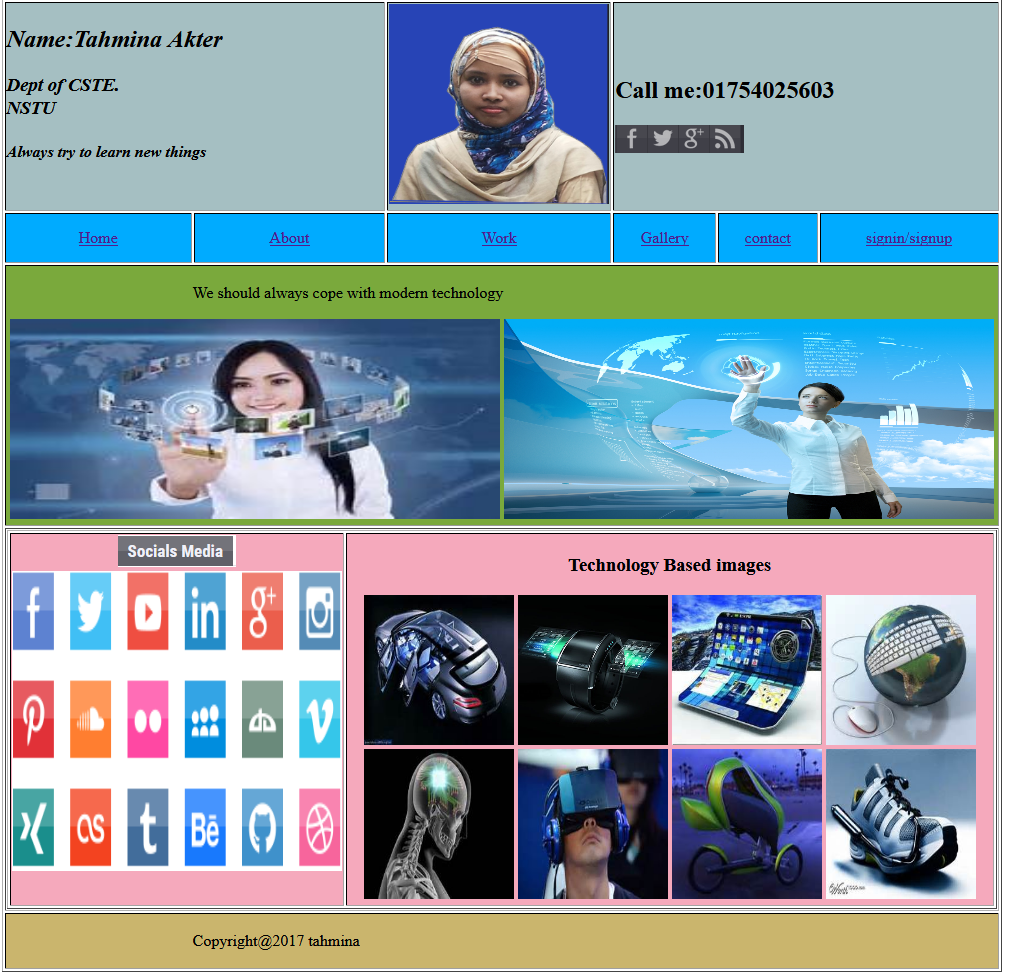 Name:Tahmina Akter
Dept of CSTE.
NSTU
Always try to learn new things
Call me:01754025603
Home
About
Work
Gallery
contact
signin/signup
We should always cope with modern technology
Socials Media
Technology Based images
Copyright@2017 tahmina